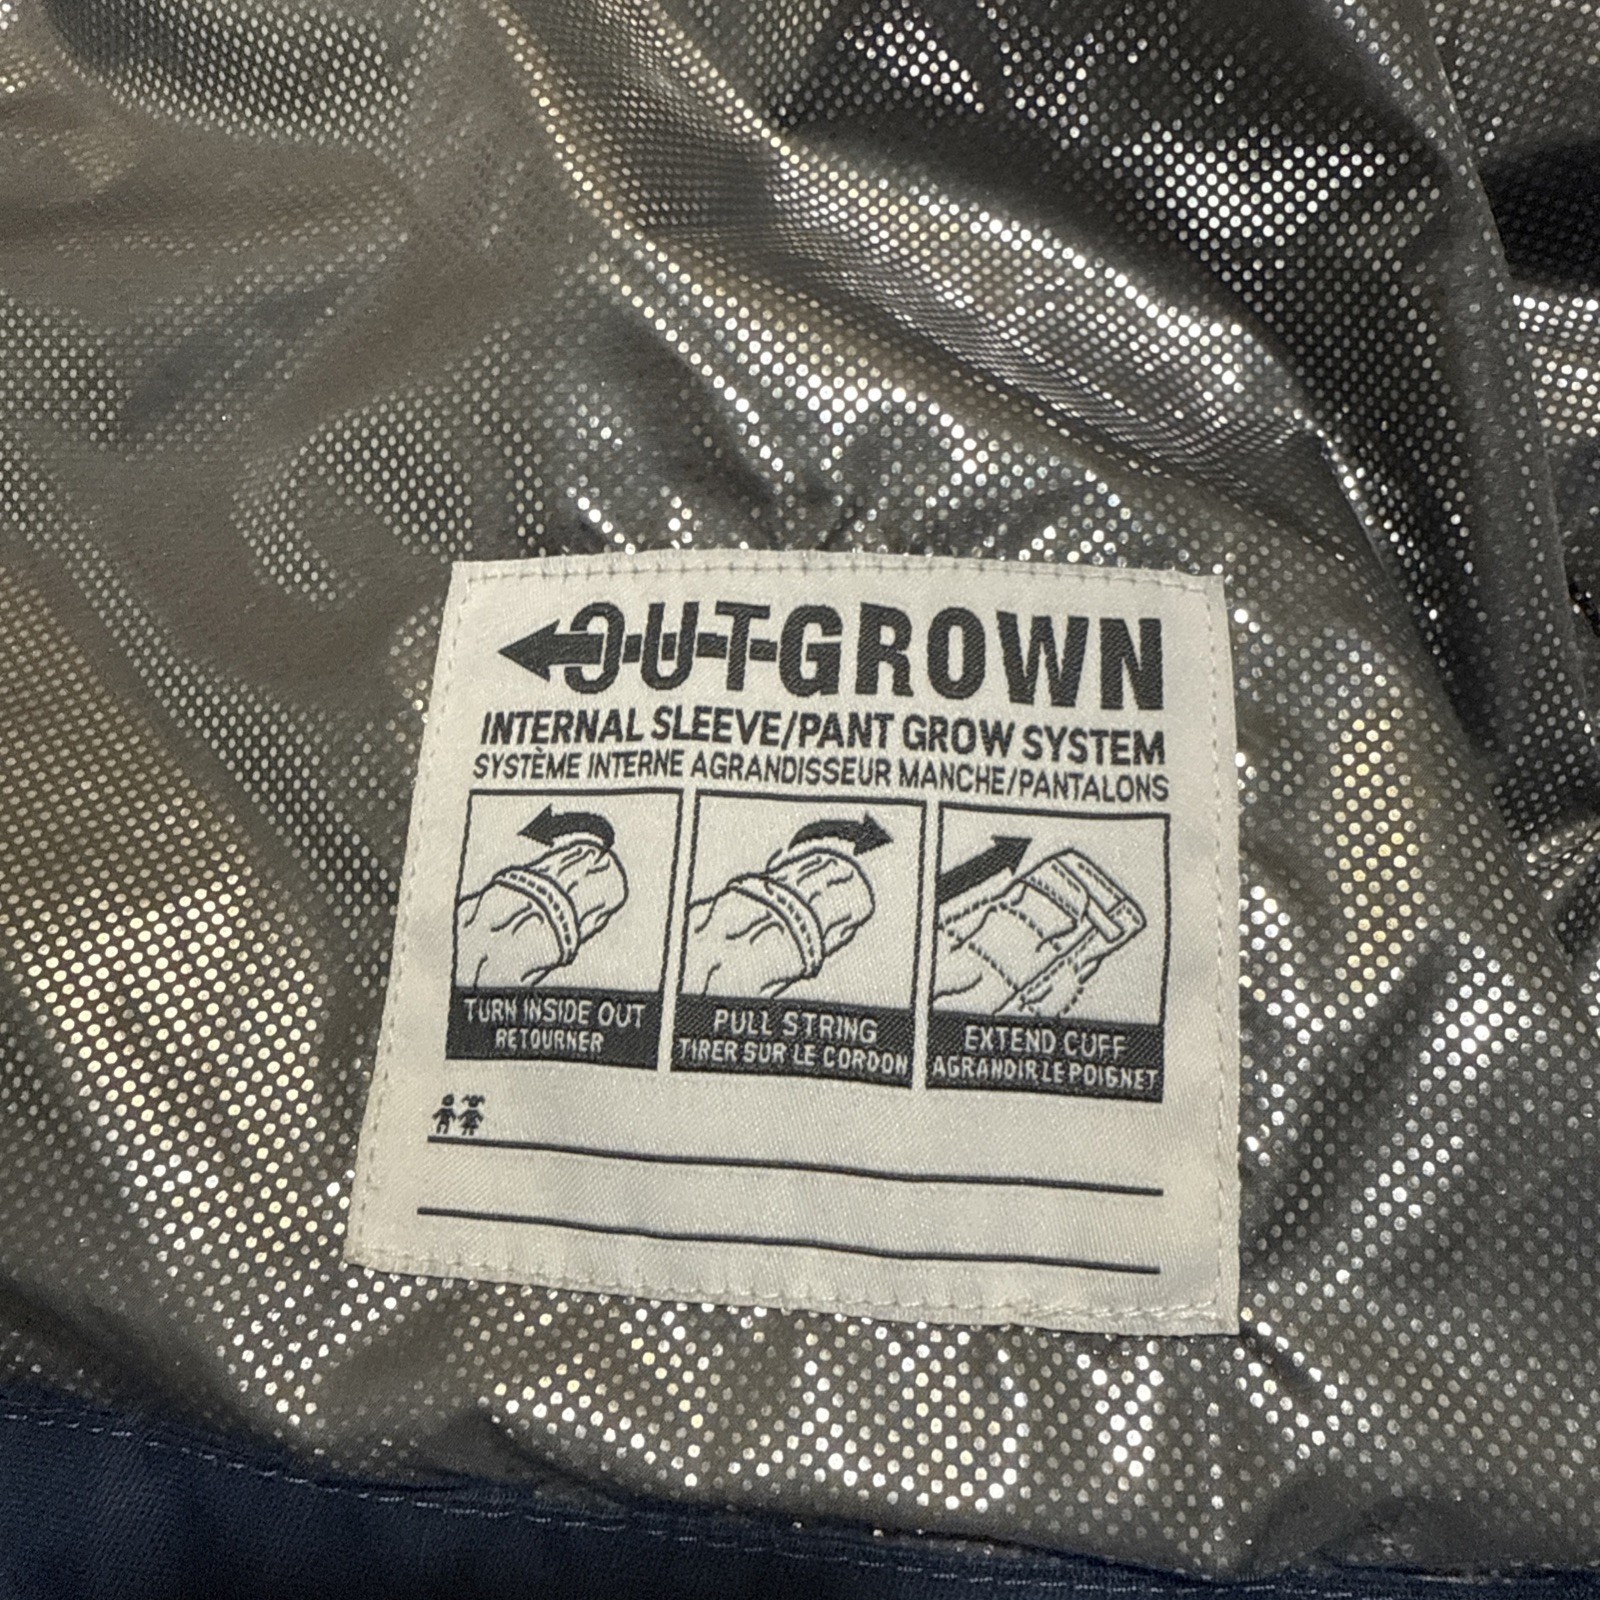 OUTGROWN
INTERNAL SLEEVE/PANT GROW SYSTEM
SYSTÈME INTERNE AGRANDISSEUR MANCHE/PANTALONS
TURN INSIDE OUT
RETOURNER
PULL STRING
TIRER SUR LE CORDON
EXTEND CUFF
AGRANDIR LE POIGNET